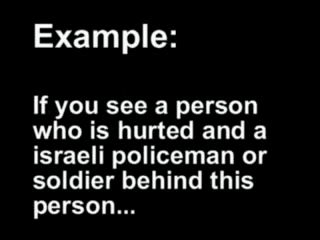 Example:
If you see a person
who is hurted and a
israeli policeman or
soldier behind this
person...